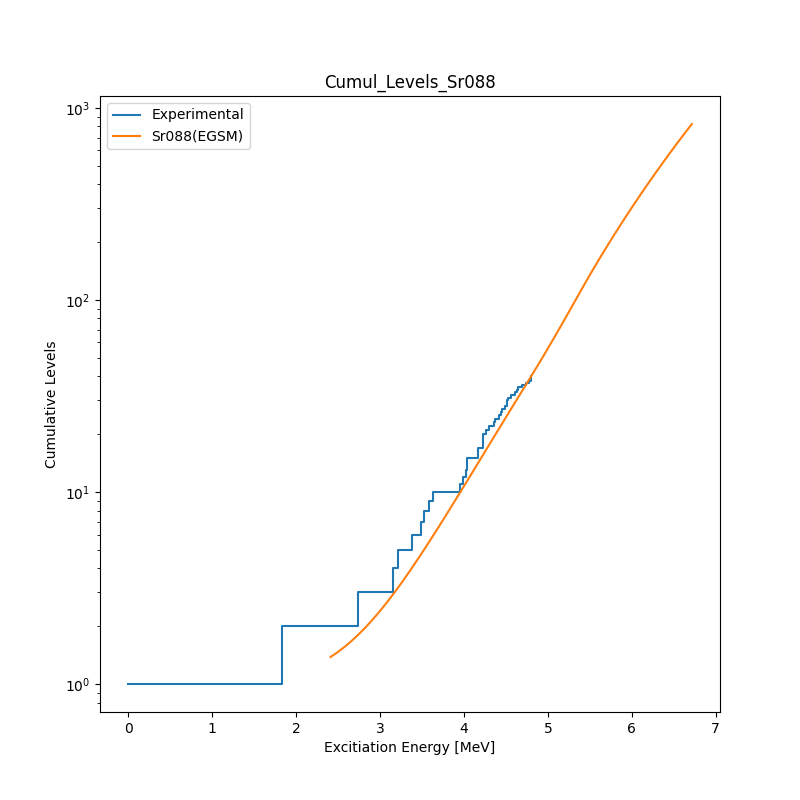 Cumul_Levels_Sr088
Experimental
Sr088(EGSM)
10³
10²
10¹
10⁰
Cumulative Levels
0 1 2 3 4 5 6 7
Excitiation Energy [MeV]